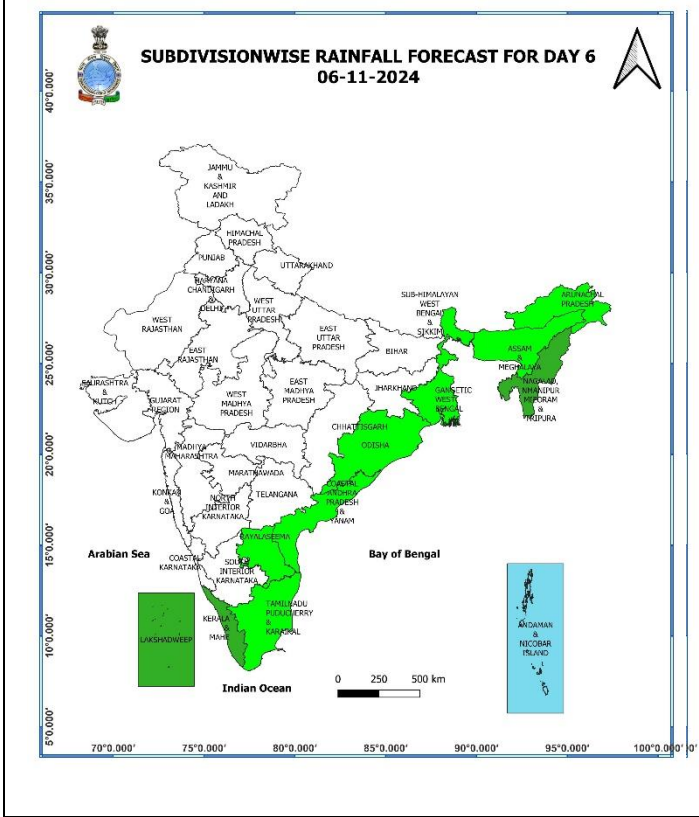 SUBDIVISIONWISE RAINFALL FORECAST FOR DAY 6
06-11-2024
40°0.000'
35°0.000'
30°0.000'
25°0.000'
20°0.000'
15°0.000'
10°0.000'
5°0.000'
JAMMU
&
KASHMIR
AND
LADAKH
HIMACHAL
PRADESH
PUNJAB
UTTARAKHAND
HARYANA
CHANDIGARH
&
DELHI
WEST
RAJASTHAN
EAST
RAJASTHAN
WEST
UTTAR
PRADESH
EAST
UTTAR
PRADESH
SUB-HIMALAYAN
WEST
BENGAL
&
SIKKIM
ARUNACHAL
PRADESH
ASSAM
&
MEGHALAYA
BIHAR
SAURASHTRA
&
KUTCH
GUJARAT
REGION
WEST
MADHYA
PRADESH
EAST
MADHYA
PRADESH
JHARKHAND
GANGETIC
WEST
BENGAL
&
TRIPURA
CHHATTISGARH
ODISHA
MADHYA
MAHARASHTRA
VIDARBHA
MARATHAWADA
KONKAN
&
GOA
NORTH
INTERIOR
KARNATAKA
TELANGANA
COASTAL
ANDHRA
PRADESH
&
YANAM
RAYALASEEMA
Arabian Sea
Bay of Bengal
COASTAL
KARNATAKA
SOUTH
INTERIOR
KARNATAKA
TAMILNADU
PUDUCHERRY
&
KARAIKAL
KERALA
&
MAHE
LAKSHADWEEP
ANDAMAN
&
NICOBAR
ISLAND
Indian Ocean
0 250 500 km
70°0.000' 75°0.000' 80°0.000' 85°0.000' 90°0.000' 95°0.000' 100°0.000'